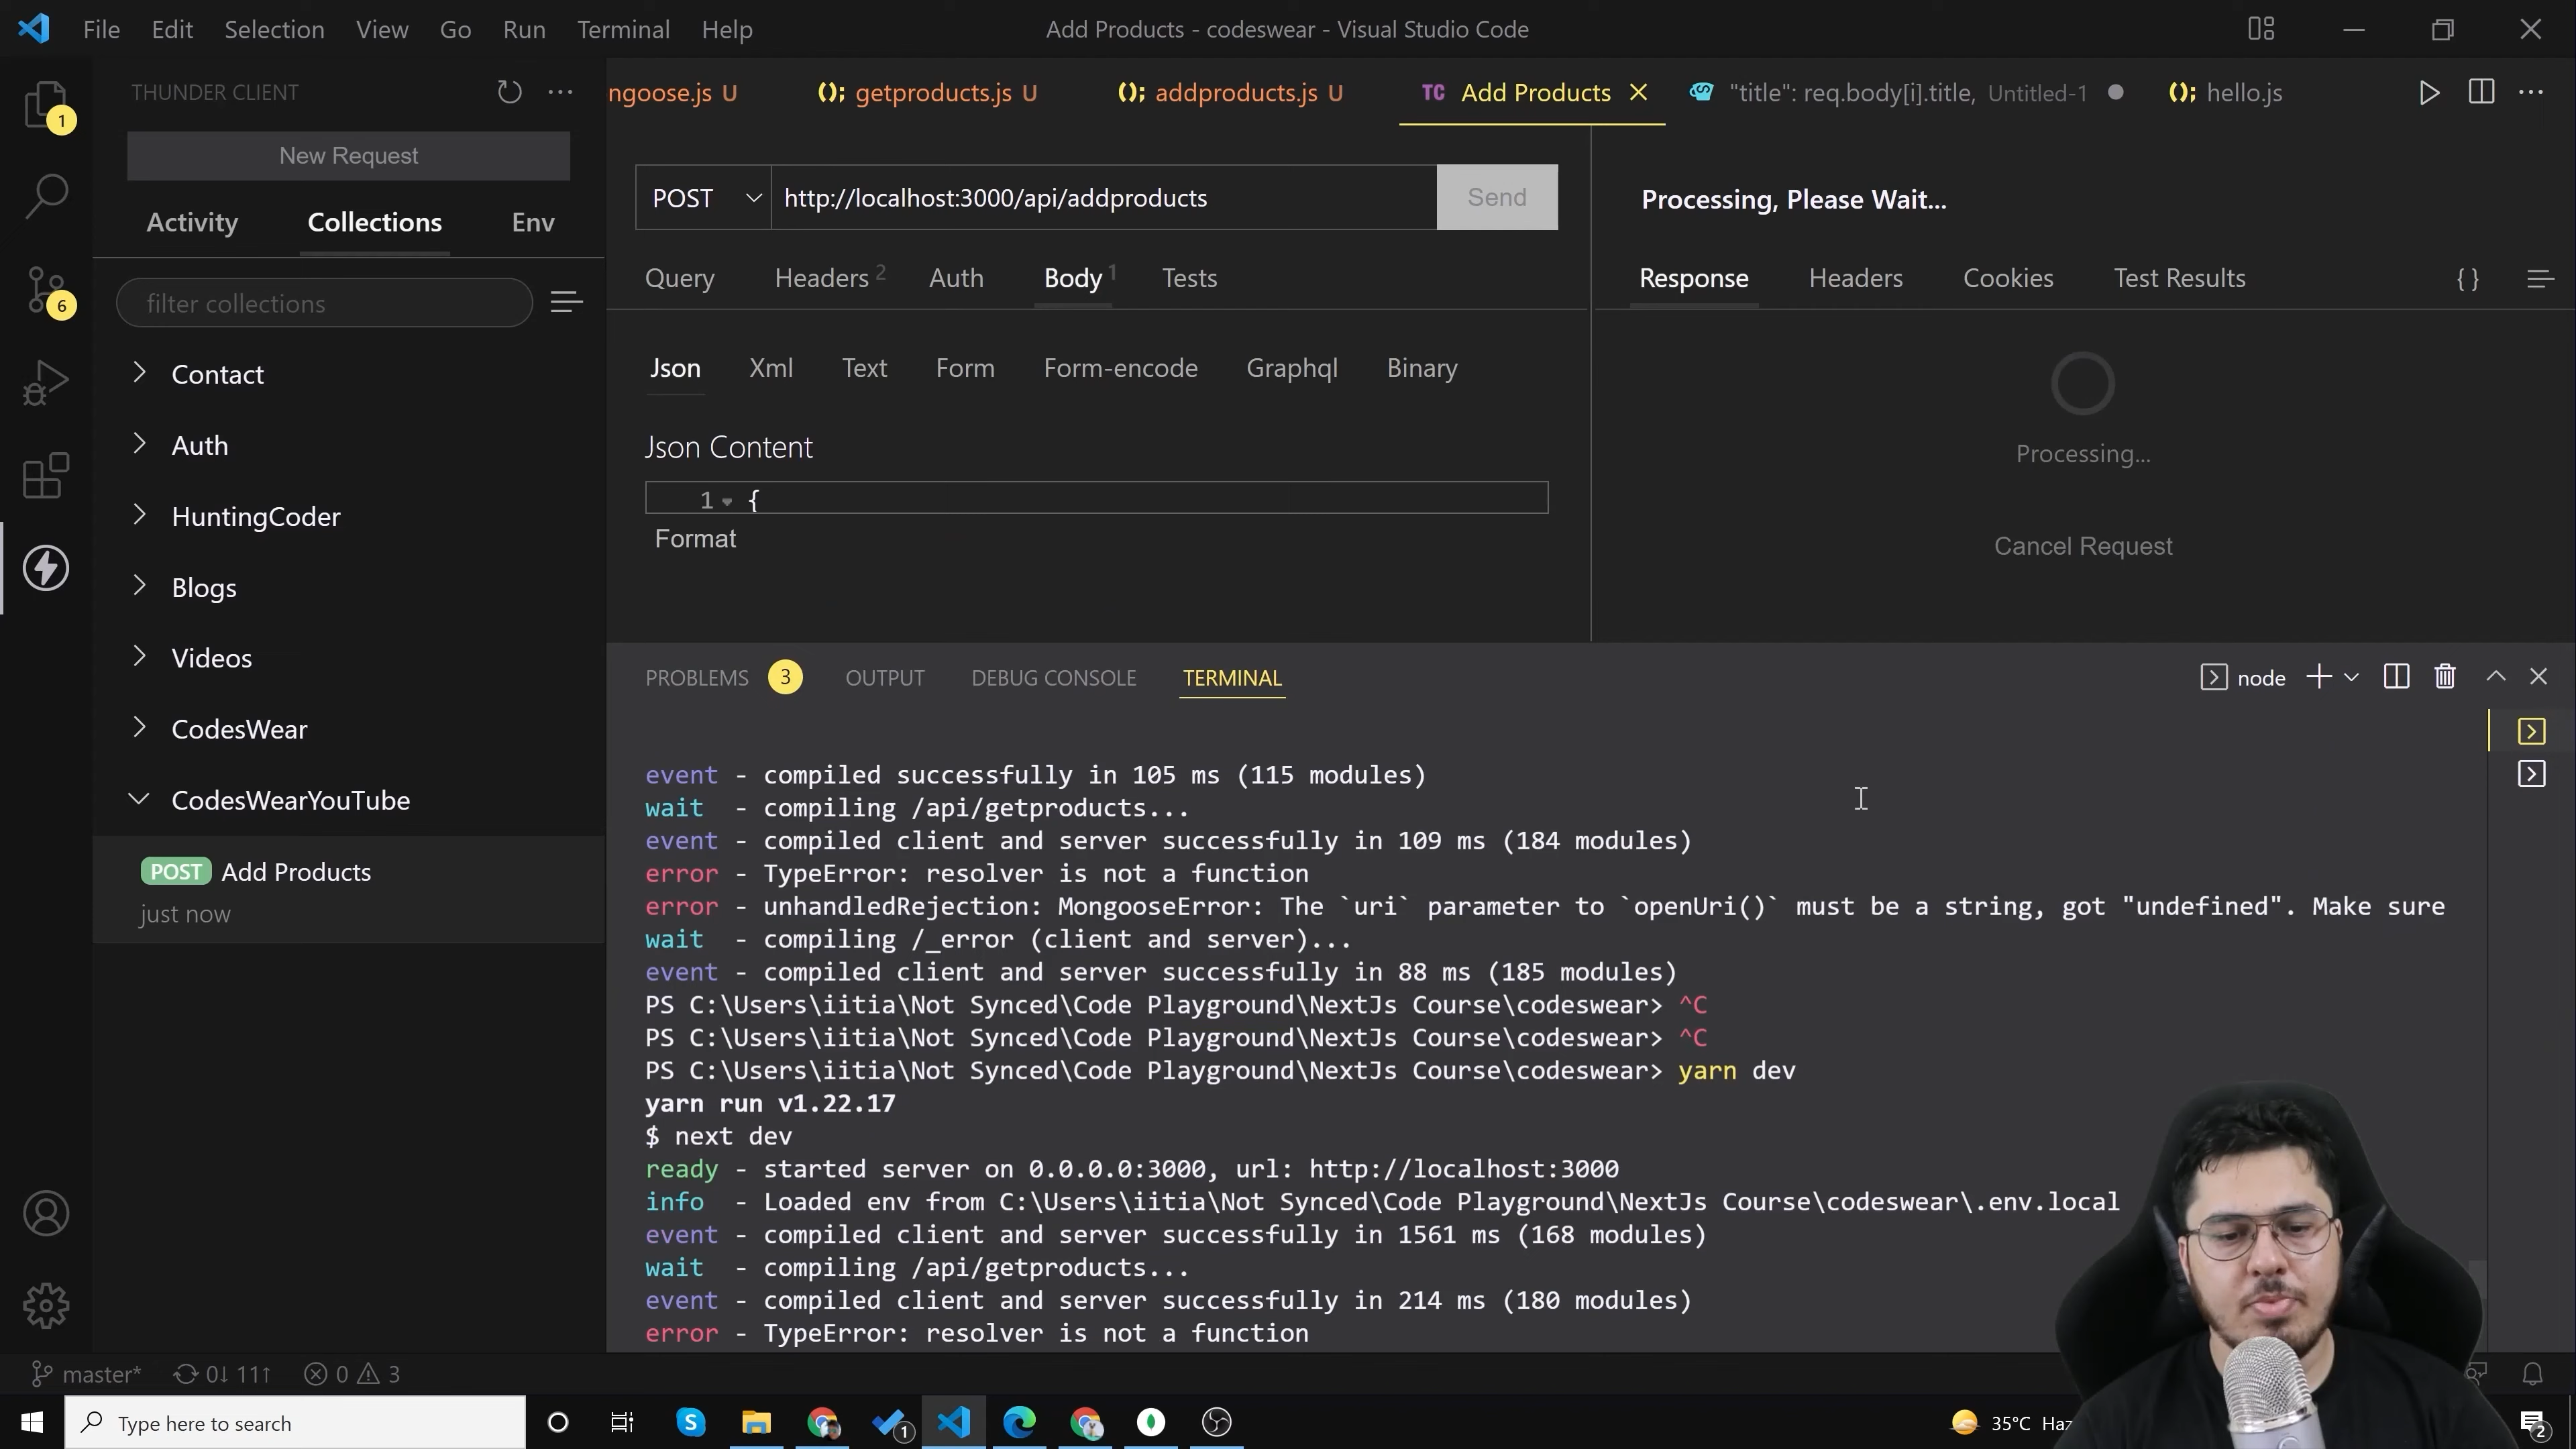 File Edit Selection View Go Run Terminal Help
Add Products - codeswear - Visual Studio Code
THUNDER CLIENT
New Request
Activity Collections Env
filter collections
Contact
Auth
HuntingCoder
Blogs
Videos
CodesWear
CodesWearYouTube
POST Add Products
just now
1
6
ngoose.js U
getproducts.js U
addproducts.js U
TC Add Products
"title": req.body[i].title, Untitled-1
hello.js
POST http://localhost:3000/api/addproducts Send
Query Headers 2 Auth Body 1 Tests
Json Xml Text Form Form-encode Graphql Binary
Json Content
1 {
Format
Processing, Please Wait...
Response Headers Cookies Test Results { }
Processing...
Cancel Request
PROBLEMS 3 OUTPUT DEBUG CONSOLE TERMINAL
node
event - compiled successfully in 105 ms (115 modules)
wait - compiling /api/getproducts...
event - compiled client and server successfully in 109 ms (184 modules)
error - TypeError: resolver is not a function
error - unhandledRejection: MongooseError: The `uri` parameter to `openUri()` must be a string, got "undefined". Make sure
wait - compiling /_error (client and server)...
event - compiled client and server successfully in 88 ms (185 modules)
PS C:\Users\iitia\Not Synced\Code Playground\NextJs Course\codeswear> ^C
PS C:\Users\iitia\Not Synced\Code Playground\NextJs Course\codeswear> ^C
PS C:\Users\iitia\Not Synced\Code Playground\NextJs Course\codeswear> yarn dev
yarn run v1.22.17
$ next dev
ready - started server on 0.0.0.0:3000, url: http://localhost:3000
info - Loaded env from C:\Users\iitia\Not Synced\Code Playground\NextJs Course\codeswear\.env.local
event - compiled client and server successfully in 1561 ms (168 modules)
wait - compiling /api/getproducts...
event - compiled client and server successfully in 214 ms (180 modules)
error - TypeError: resolver is not a function
master* 0↓ 11↑ 0 3
Type here to search
1
35°C
2